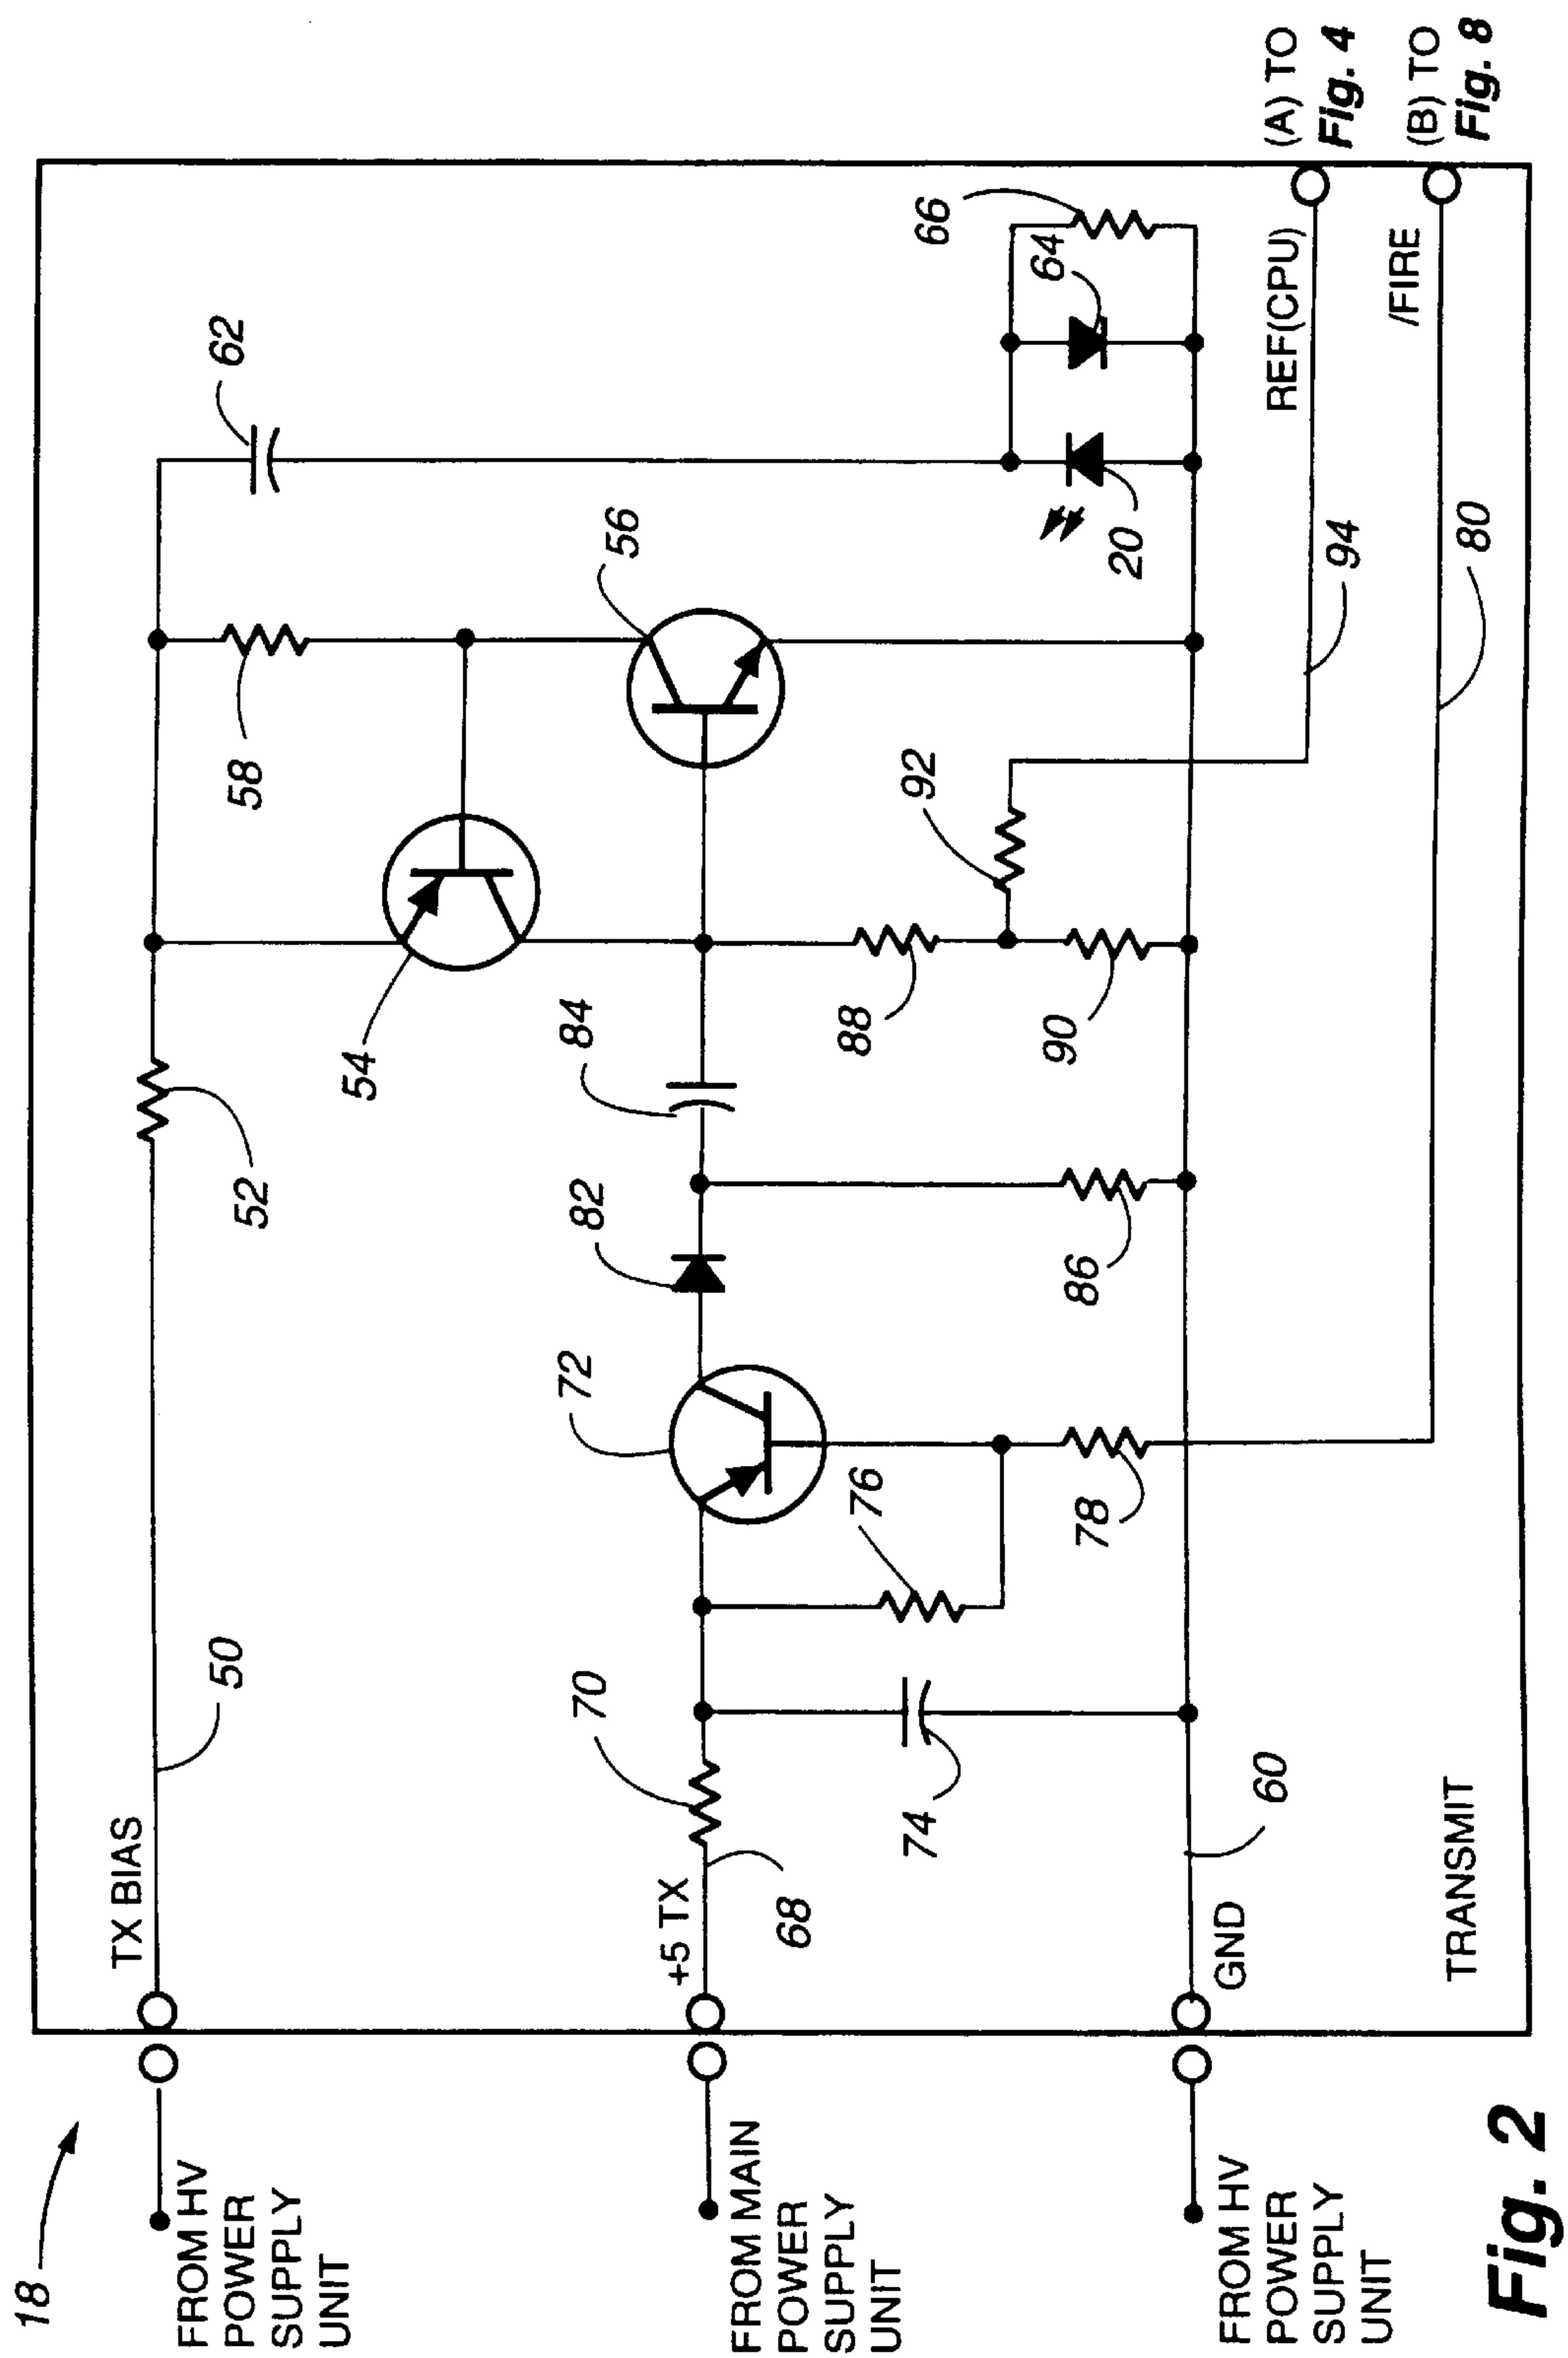 18
FROM HV
POWER
SUPPLY
UNIT
TX BIAS
50
52
54
58
56
62
FROM MAIN
POWER
SUPPLY
UNIT
+5 TX
68
70
72
74
76
78
82
84
86
88
90
92
20
64
66
FROM HV
POWER
SUPPLY
UNIT
GND
60
REF(CPU)
94
(A) TO
Fig. 4
/FIRE
80
(B) TO
Fig. 8
TRANSMIT
Fig. 2